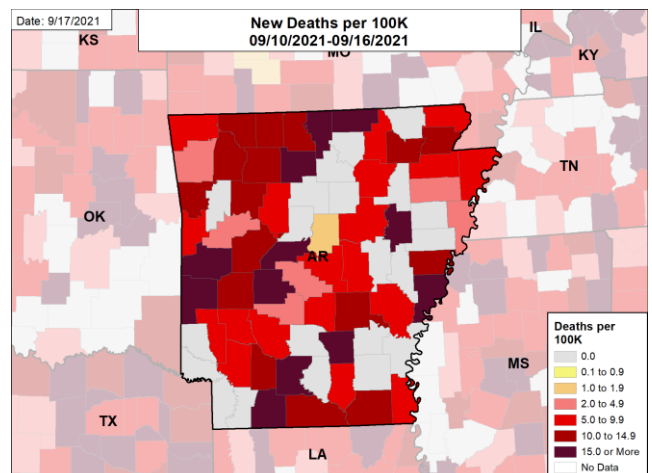 Date: 9/17/2021
New Deaths per 100K
09/10/2021-09/16/2021
KS
MO
IL
KY
OK
TN
AR
MS
TX
LA
Deaths per
100K
0.0
0.1 to 0.9
1.0 to 1.9
2.0 to 4.9
5.0 to 9.9
10.0 to 14.9
15.0 or More
No Data